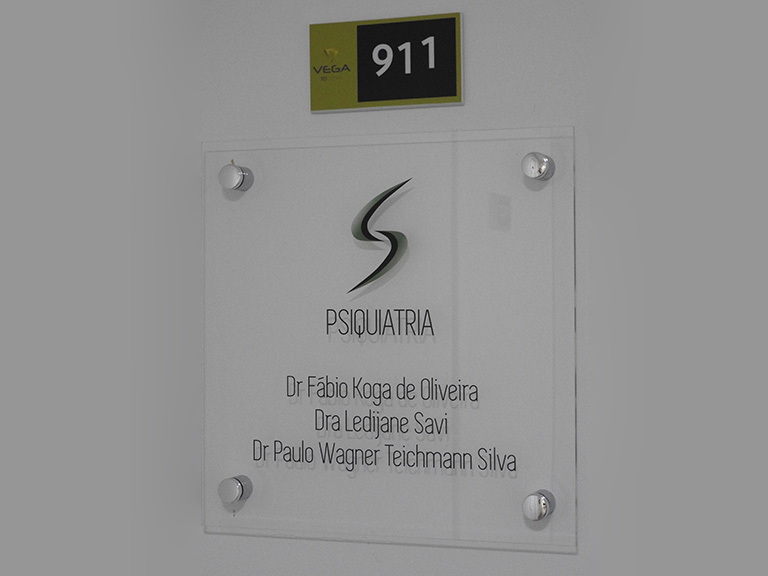 VEGA
911
PSIQUIATRIA
Dr Fábio Koga de Oliveira
Dra Ledijane Savi
Dr Paulo Wagner Teichmann Silva